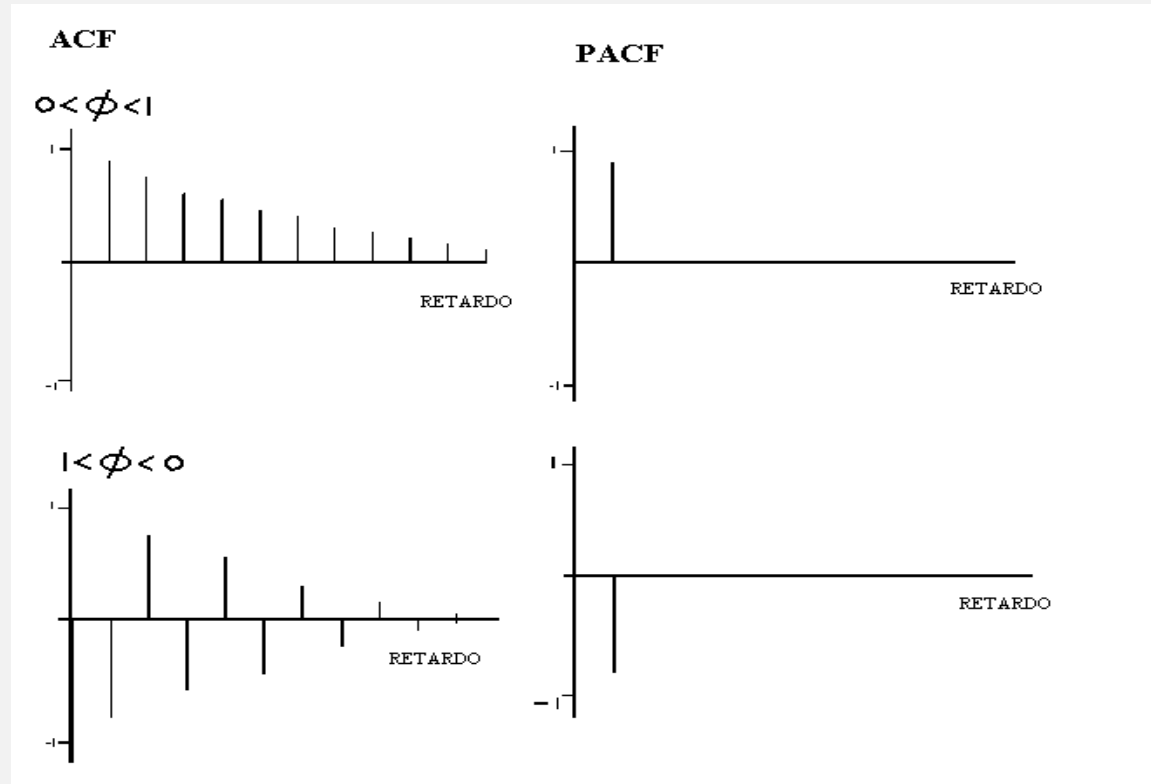 ACF
PACF
0<ϕ<1
1
-1
RETARDO
1
-1
RETARDO
1<ϕ<0
1
-1
RETARDO
1
-1
RETARDO